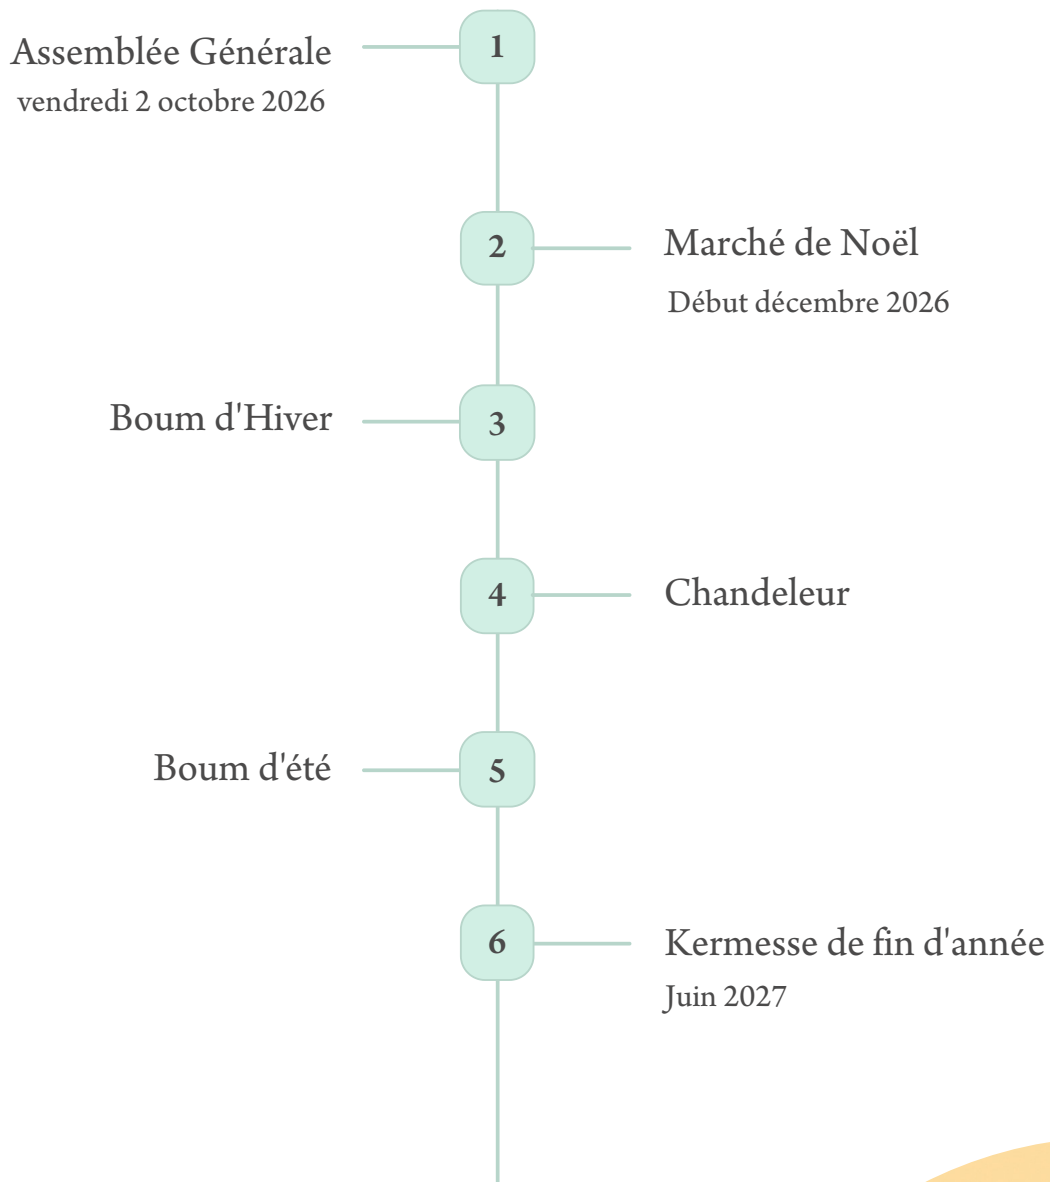 1
Assemblée Générale
vendredi 2 octobre 2026
2
Marché de Noël
Début décembre 2026
3
Boum d'Hiver
4
Chandeleur
5
Boum d'été
6
Kermesse de fin d'année
Juin 2027